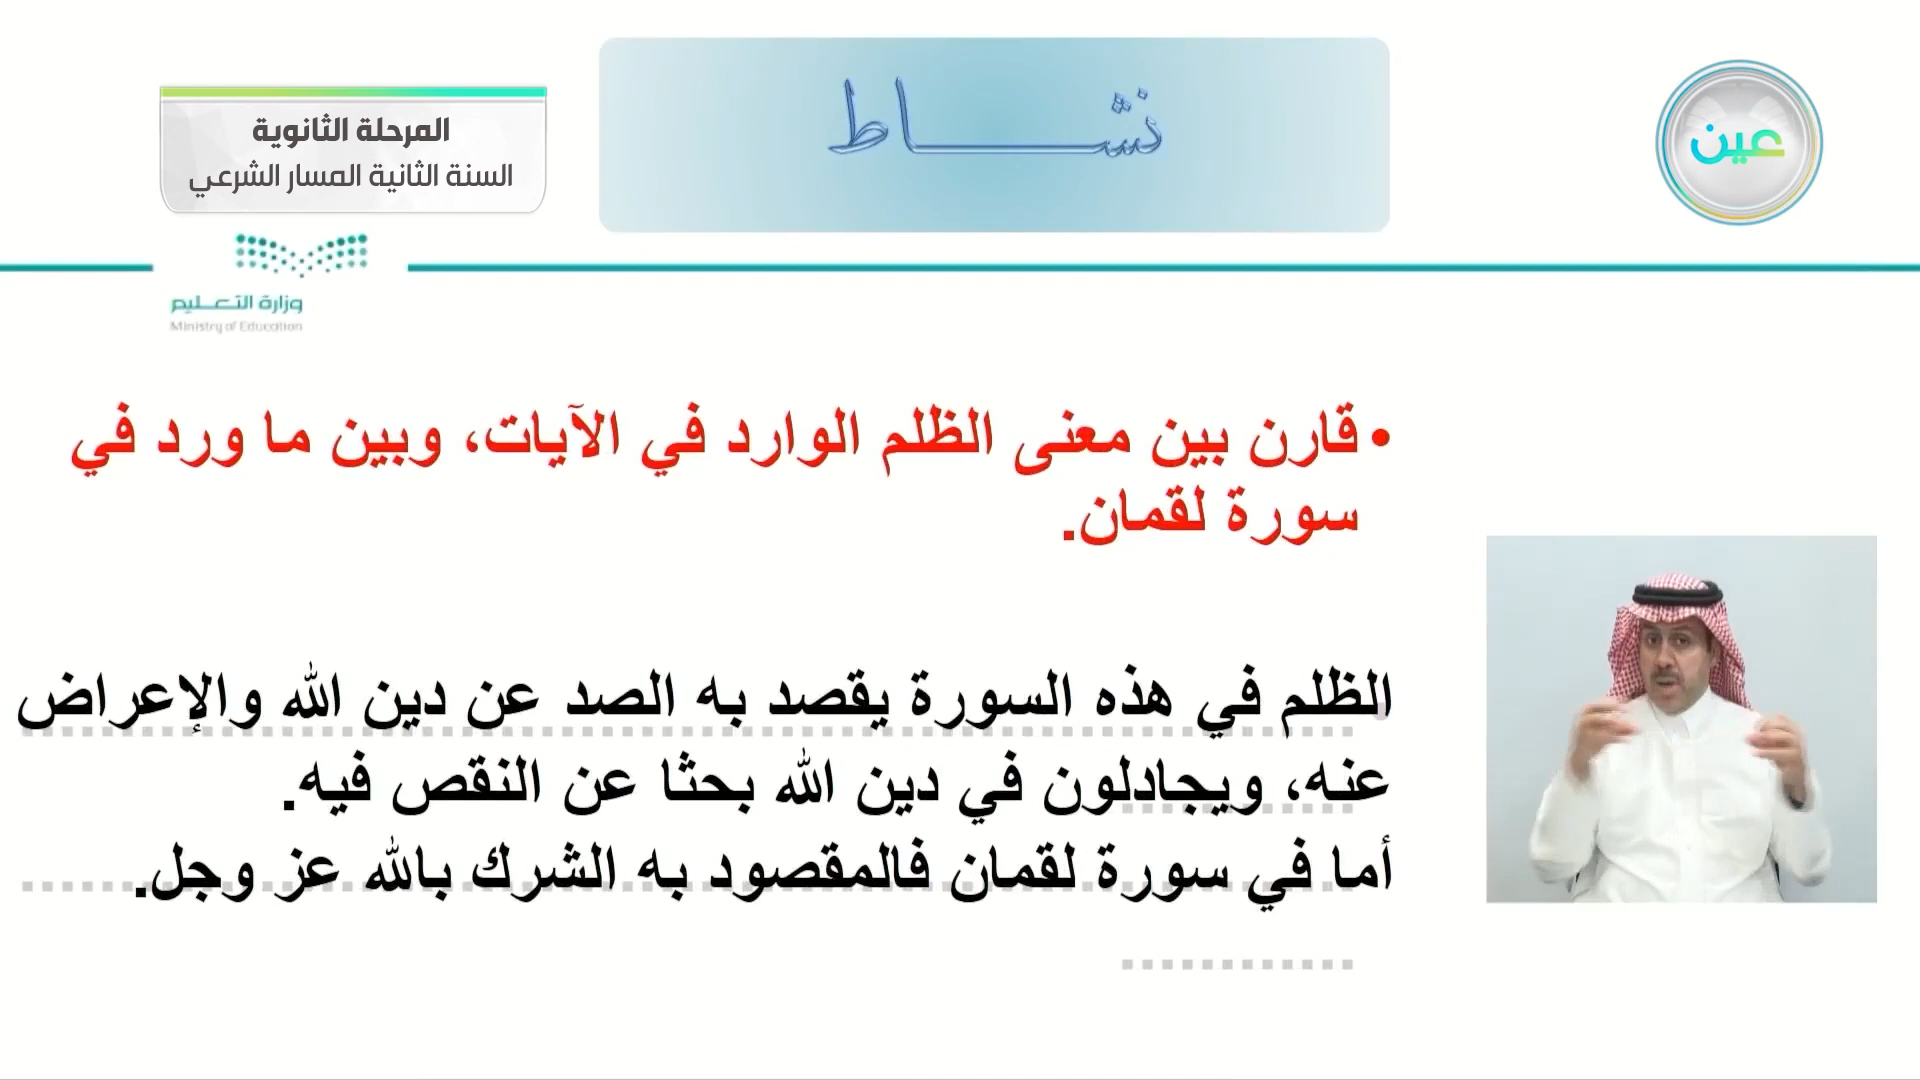 المرحلة الثانوية
السنة الثانية المسار الشرعي
نشاط
عين
وزارة التعليم
Ministry of Education
• قارن بين معنى الظلم الوارد في الآيات، وبين ما ورد في
سورة لقمان.
الظلم في هذه السورة يقصد به الصد عن دين الله والإعراض
عنه، ويجادلون في دين الله بحثا عن النقص فيه.
أما في سورة لقمان فالمقصود به الشرك بالله عز وجل.